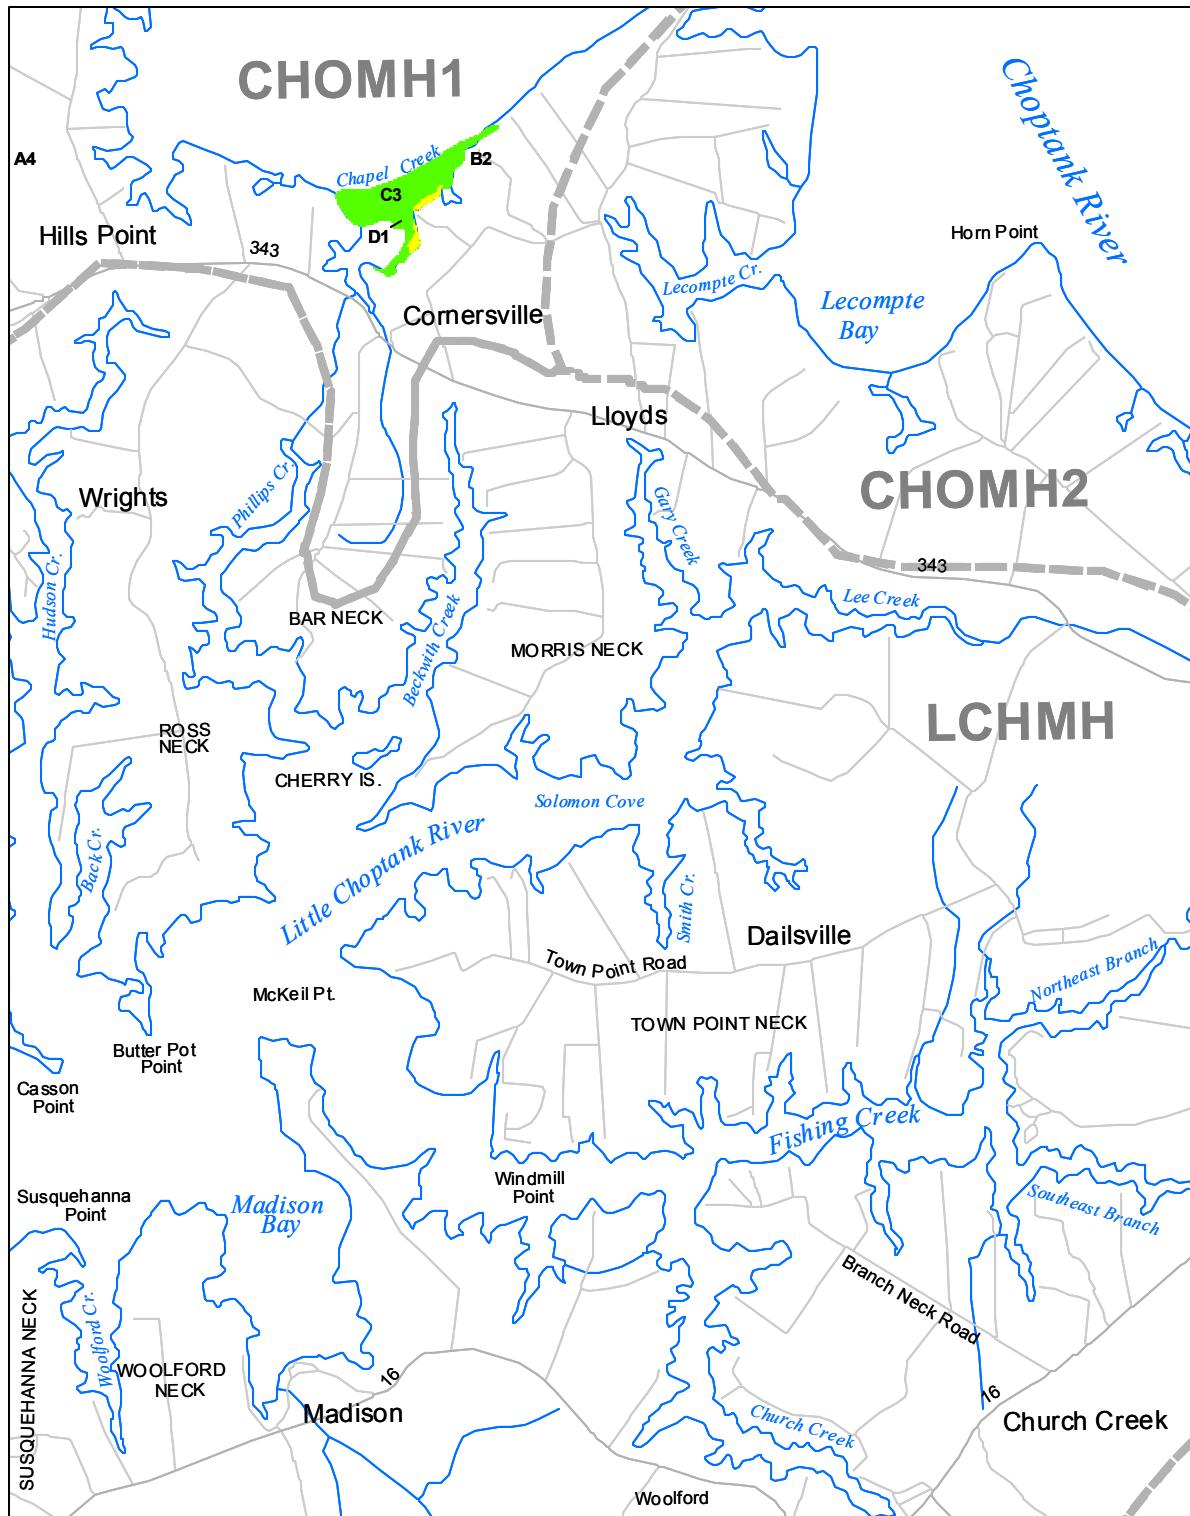 CHOMH1
Choptank River
A4
Chapel Creek
B2
C3
D1
Hills Point
343
Horn Point
Lecompte Cr.
Lecompte
Bay
Cornersville
Lloyds
Wrights
Phillips Cr.
Gary Creek
CHOMH2
343
Hudson Cr.
Lee Creek
BAR NECK
Beckwith Creek
MORRIS NECK
LCHMH
ROSS
NECK
CHERRY IS.
Solomon Cove
Little Choptank River
Back Cr.
Smith Cr.
Dailsville
Town Point Road
Northeast Branch
McKeil Pt.
TOWN POINT NECK
Butter Pot
Point
Casson
Point
Fishing Creek
Windmill
Point
Susquehanna
Point
Madison
Bay
Southeast Branch
Branch Neck Road
SUSQUEHANNA NECK
Woolford Cr.
WOOLFORD
NECK
16
Madison
16
Church Creek
Church Creek
Woolford